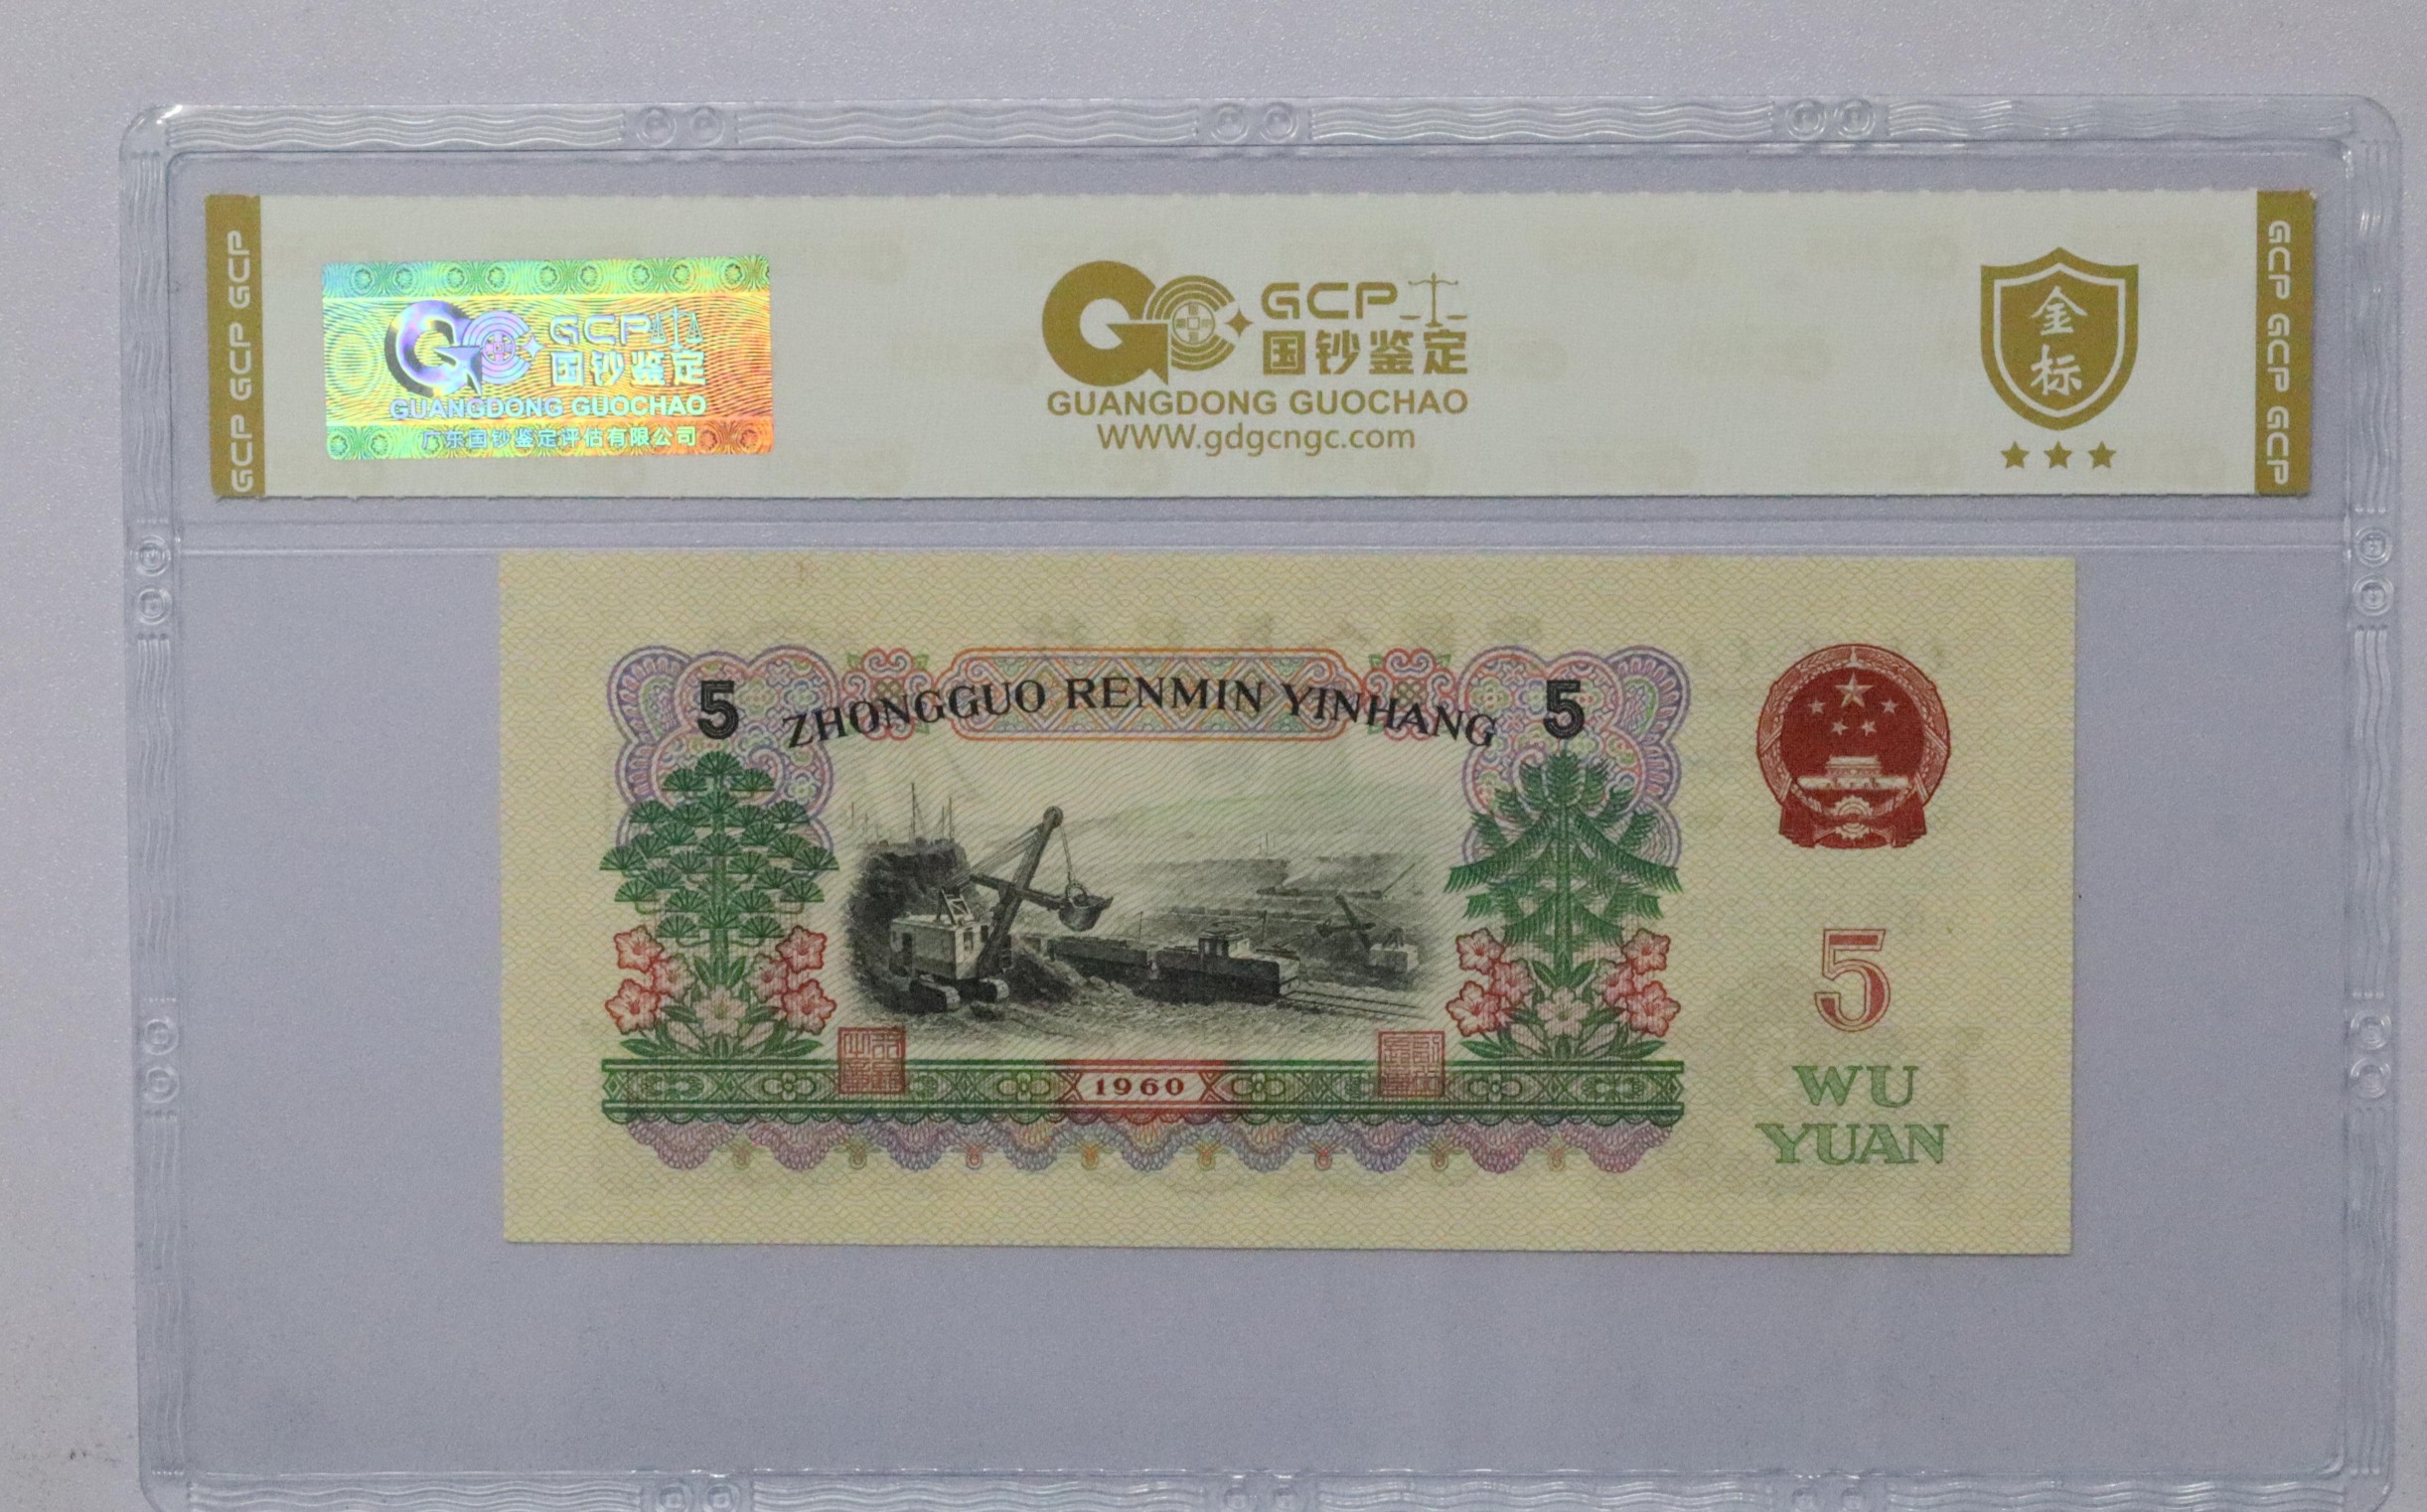 GCP GCP GCP
GCP
国钞鉴定
GUANGDONG GUOCHAO
广东国钞鉴定评估有限公司
GCP
国钞鉴定
GUANGDONG GUOCHAO
WWW.gdgcngc.com
金
标
GCP GCP GCP
5 ZHONGGUO RENMIN YINHANG 5
1960
5
WU
YUAN